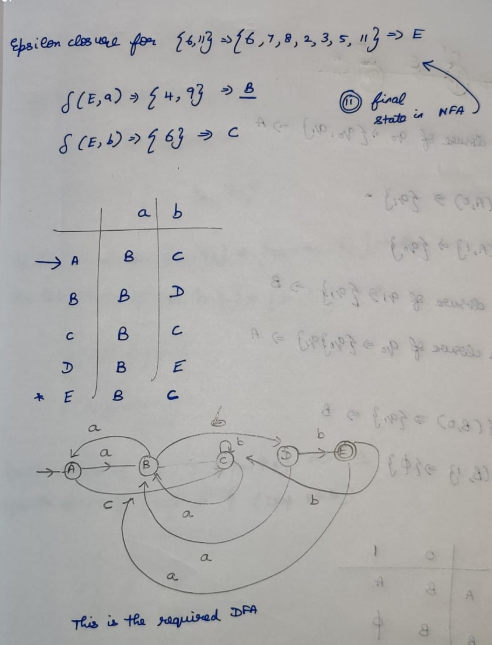 Epsilon closure for {6,11} ⇒ {6, 7, 8, 2, 3, 5, 11} ⇒ E
δ(E, a) ⇒ {4, 9} ⇒ B
δ(E, b) ⇒ {6} ⇒ C
11 final state in NFA
a b
→ A B C
B B D
C B C
D B E
* E B C
a b
a b b
A B C D E
c a b
a
a
This is the required DFA